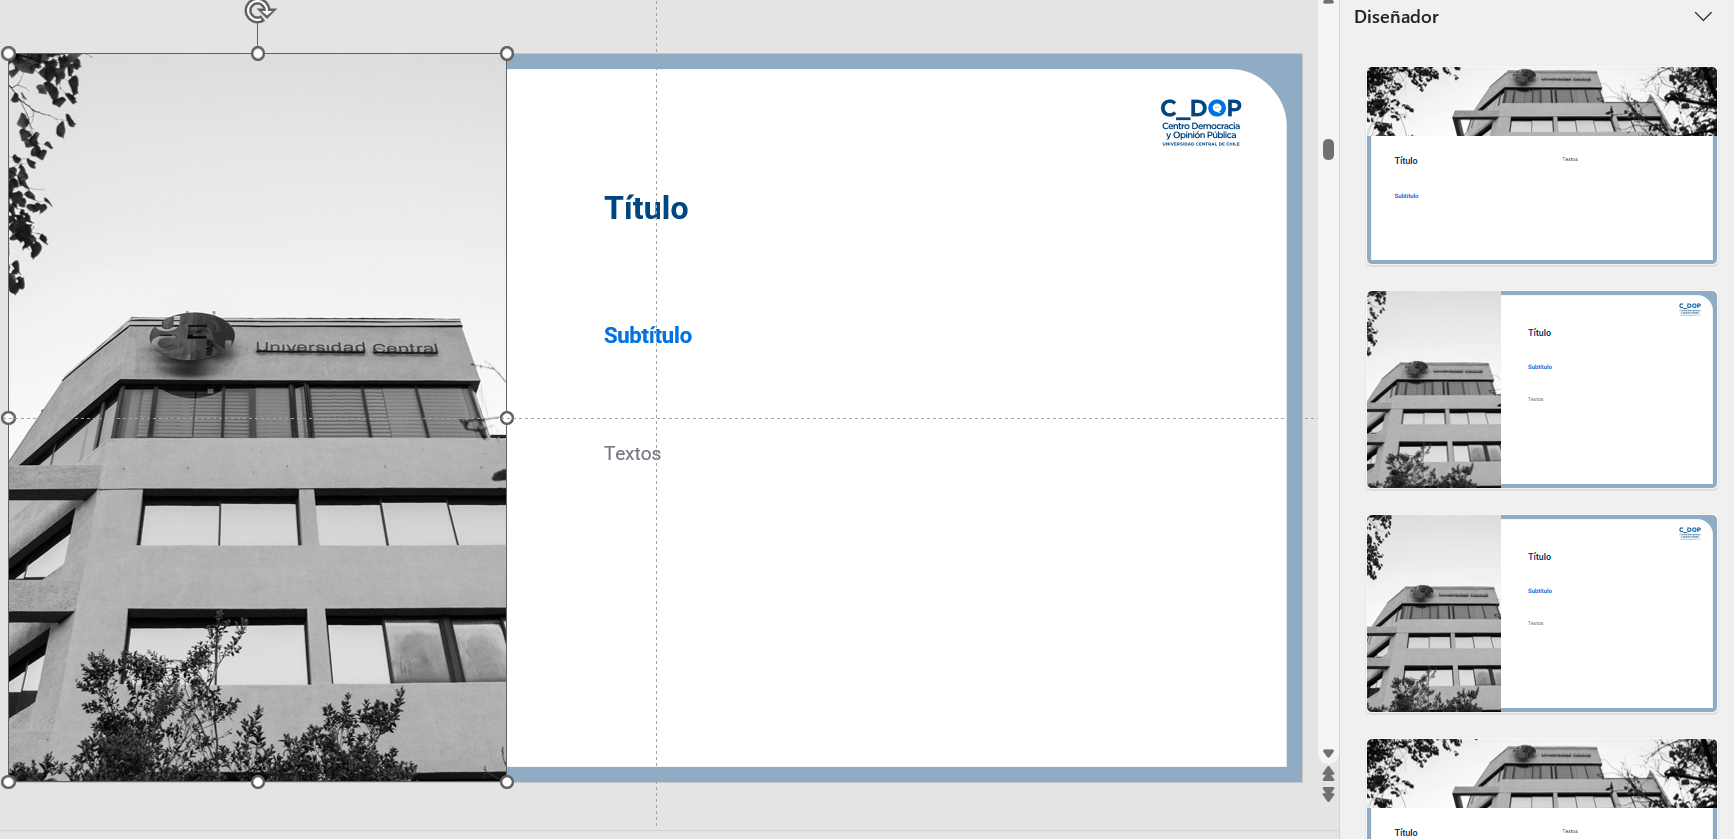 Diseñador
Universidad Central
C_DOP
Centro Democracia
y Opinión Pública
UNIVERSIDAD CENTRAL DE CHILE
Título
Subtítulo
Textos
Título
Textos
Subtítulo
C_DOP
Título
Subtítulo
Textos
C_DOP
Título
Subtítulo
Textos
Título
Textos